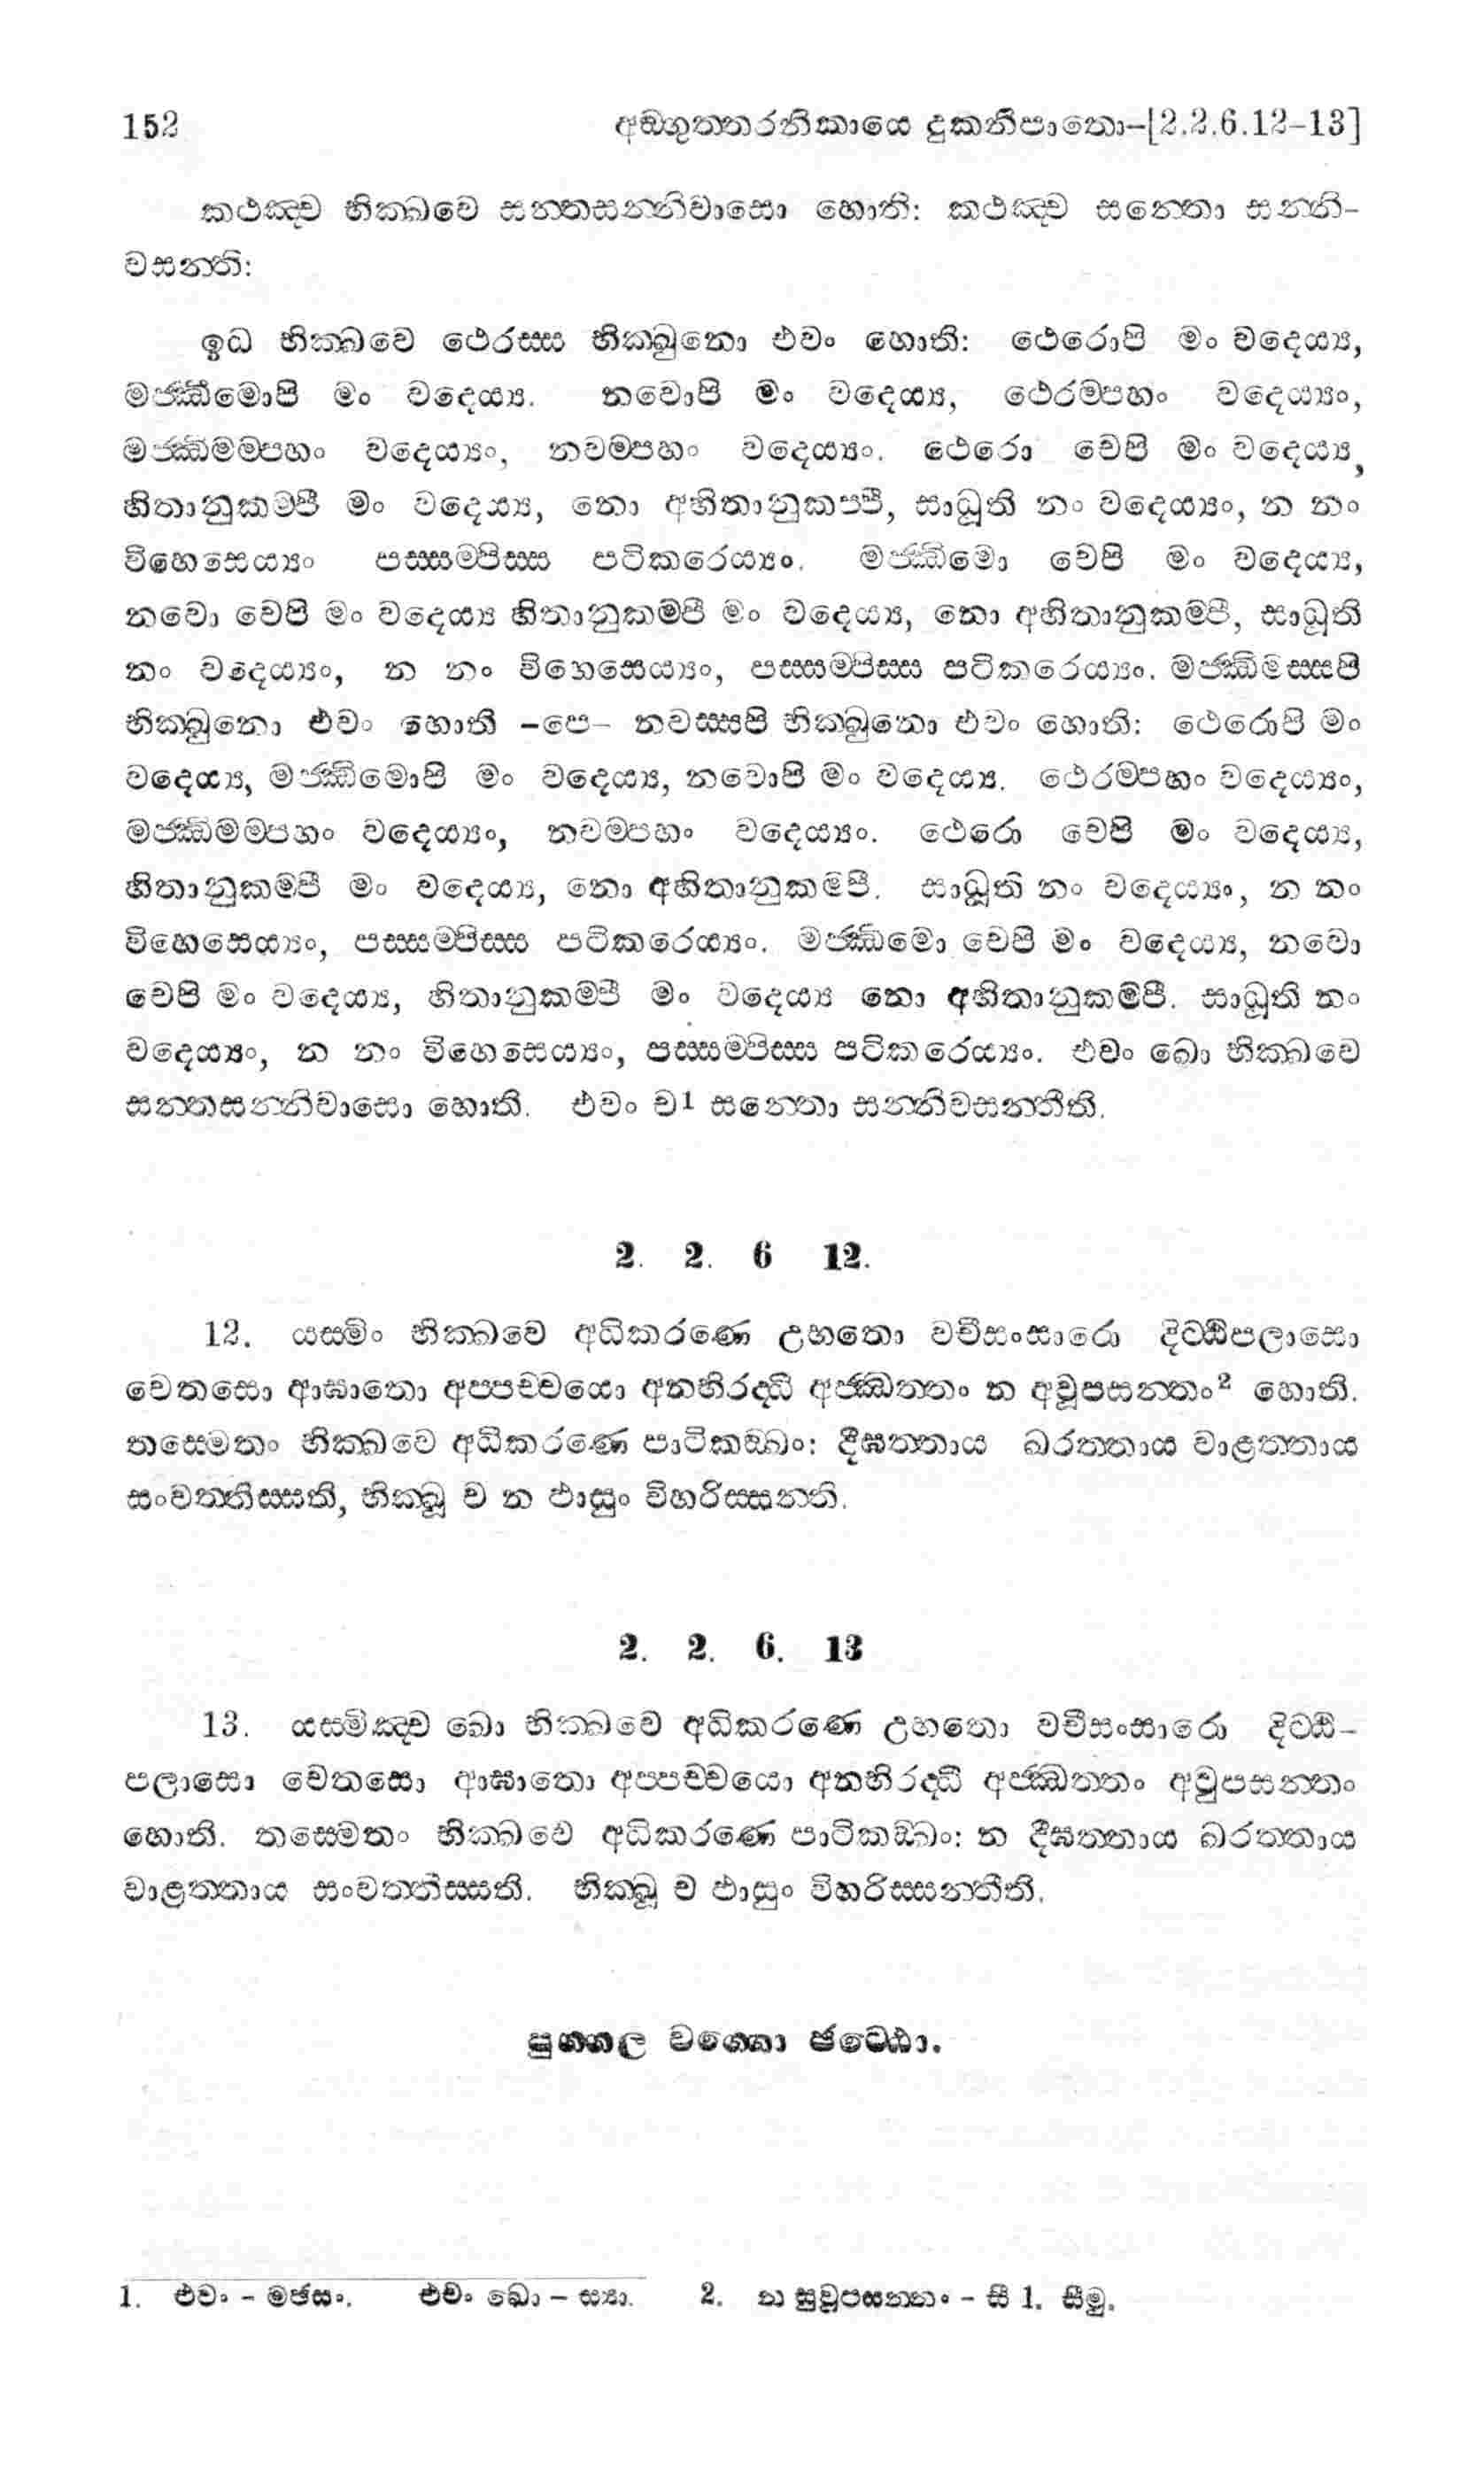 152 අඞ්ගුත්තරනිකායෙ දුකනිපාතො–[2.2.6.12–13]
කථඤ්ච භික්ඛවෙ සන්තසන්නිවාසො හොති: කථඤ්ච සන්තො සන්නි-
වසන්ති:
ඉධ භික්ඛවෙ ථෙරස්ස භික්ඛුනො එවං හොති: ථෙරොපි මං වදෙය්‍ය,
මජ්ඣිමොපි මං වදෙය්‍ය. නවොපි මං වදෙය්‍ය, ථෙරම්පහං වදෙය්‍යං,
මජ්ඣිමම්පහං වදෙය්‍යං, නවම්පහං වදෙය්‍යං. ථෙරො චෙපි මං වදෙය්‍ය,
හිතානුකම්පී මං වදෙය්‍ය, නො අහිතානුකප්පී, සාධූති නං වදෙය්‍යං, න නං
විහෙසෙය්‍යං පස්සම්පිස්ස පටිකරෙය්‍යං. මජ්ඣිමො චෙපි මං වදෙය්‍ය,
නවො චෙපි මං වදෙය්‍ය හිතානුකම්පී මං වදෙය්‍ය, නො අහිතානුකම්පී, සාධූති
නං වදෙය්‍යං, න නං විහෙසෙය්‍යං, පස්සම්පිස්ස පටිකරෙය්‍යං. මජ්ඣිමස්සපි
භික්ඛුනො එවං හොති –පෙ– නවස්සපි භික්ඛුනො එවං හොති: ථෙරොපි මං
වදෙය්‍ය, මජ්ඣිමොපි මං වදෙය්‍ය, නවොපි මං වදෙය්‍ය. ථෙරම්පහං වදෙය්‍යං,
මජ්ඣිමම්පහං වදෙය්‍යං, නවම්පහං වදෙය්‍යං. ථෙරො චෙපි මං වදෙය්‍ය,
හිතානුකම්පී මං වදෙය්‍ය, නො අහිතානුකම්පී. සාධූති නං වදෙය්‍යං, න නං
විහෙසෙය්‍යං, පස්සම්පිස්ස පටිකරෙය්‍යං. මජ්ඣිමො චෙපි මං වදෙය්‍ය, නවො
චෙපි මං වදෙය්‍ය, හිතානුකම්පී මං වදෙය්‍ය නො අහිතානුකම්පී. සාධූති නං
වදෙය්‍යං, න නං විහෙසෙය්‍යං, පස්සම්පිස්ස පටිකරෙය්‍යං. එවං ඛො භික්ඛවෙ
සන්තසන්නිවාසො හොති. එවං ච1 සන්තො සන්නිවසන්තීති.
2. 2. 6 12.
12. යස්මිං භික්ඛවෙ අධිකරණෙ උභතො වචීසංසාරො දිට්ඨිපලාසො
චෙතසො ආඝාතො අප්පච්චයො අනභිරද්ධි අජ්ඣත්තං න අවූපසන්තං2 හොති.
තස්මෙතං භික්ඛවෙ අධිකරණෙ පාටිකඞ්ඛං: දීඝත්තාය ඛරත්තාය වාළත්තාය
සංවත්තිස්සති, භික්ඛූ ච න ඵාසුං විහරිස්සන්ති.
2. 2. 6. 13
13. යස්මිඤ්ච ඛො භික්ඛවෙ අධිකරණෙ උභතො වචීසංසාරො දිට්ඨි-
පලාසො චෙතසො ආඝාතො අප්පච්චයො අනභිරද්ධි අජ්ඣත්තං අවුපසන්තං
හොති. තස්මෙතං භික්ඛවෙ අධිකරණෙ පාටිකඞ්ඛං: න දීඝත්තාය ඛරත්තාය
වාළත්තාය සංවත්තිස්සති. භික්ඛූ ච ඵාසුං විහරිස්සන්තීති.
පුග්ගල වග්ගො ඡට්ඨො.
1. එවං – මජසං. එවං ඛො – ස්‍යා. 2. න සුවූපසන්තං – සී 1. සීමු.